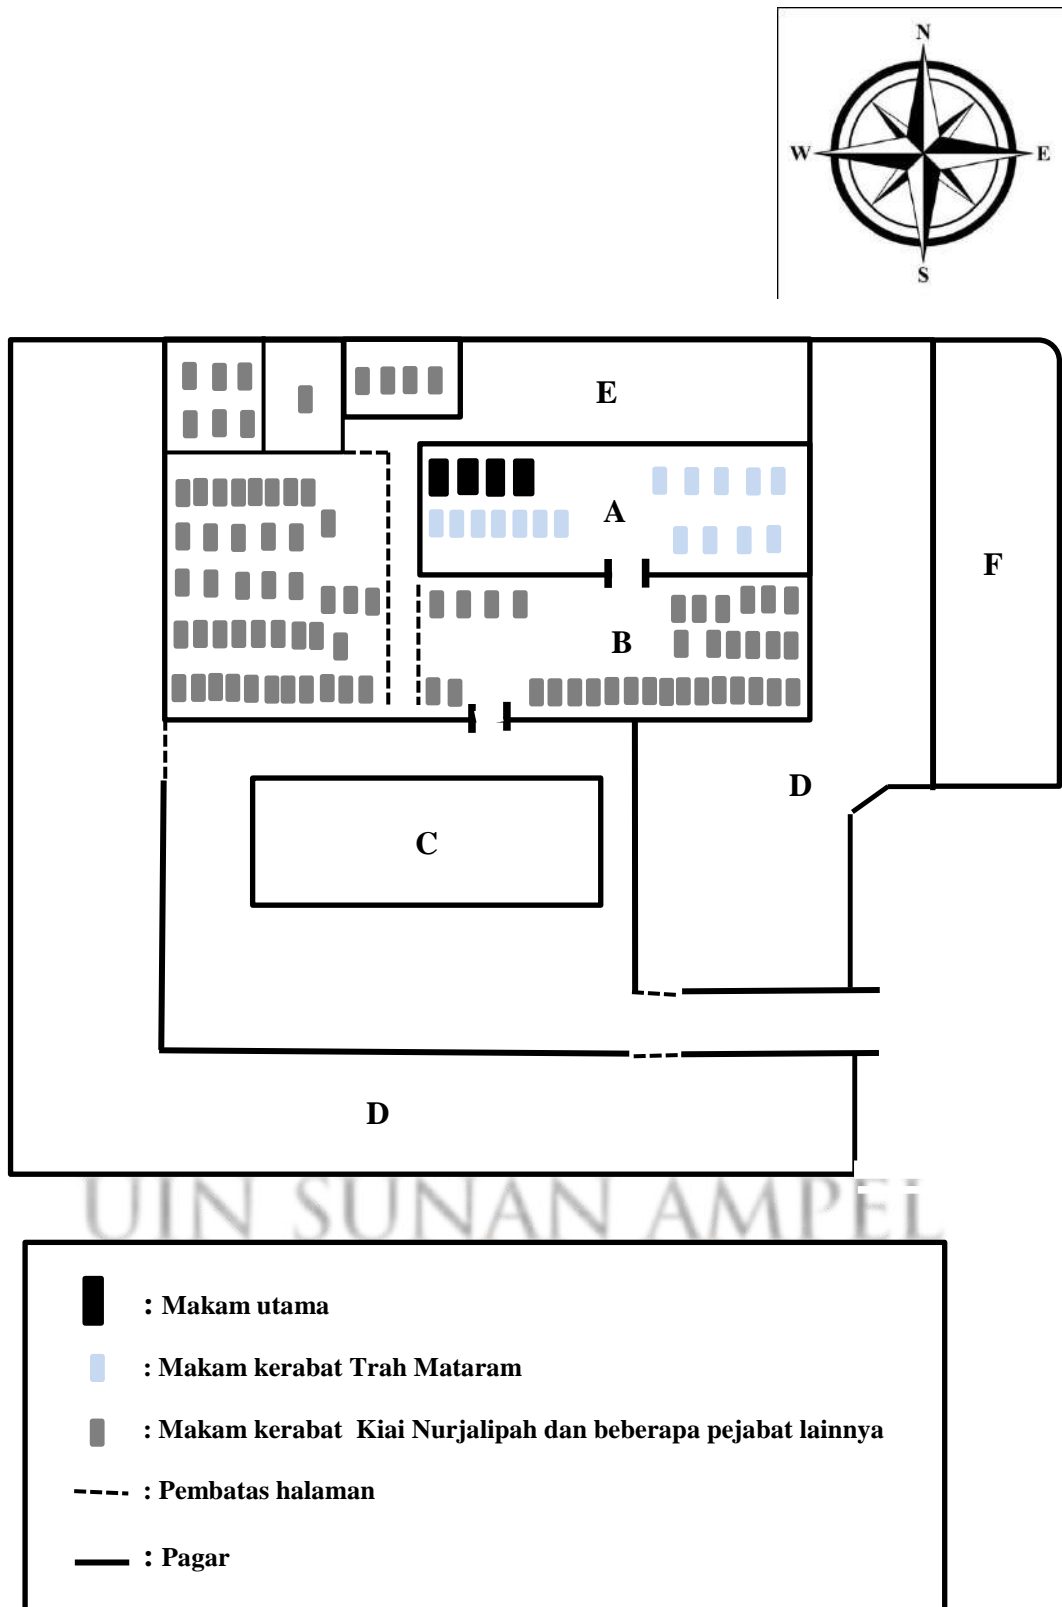 N
W E
S
E
A
F
B
D
C
D
UIN SUNAN AMPEL
: Makam utama
: Makam kerabat Trah Mataram
: Makam kerabat Kiai Nurjalipah dan beberapa pejabat lainnya
: Pembatas halaman
: Pagar